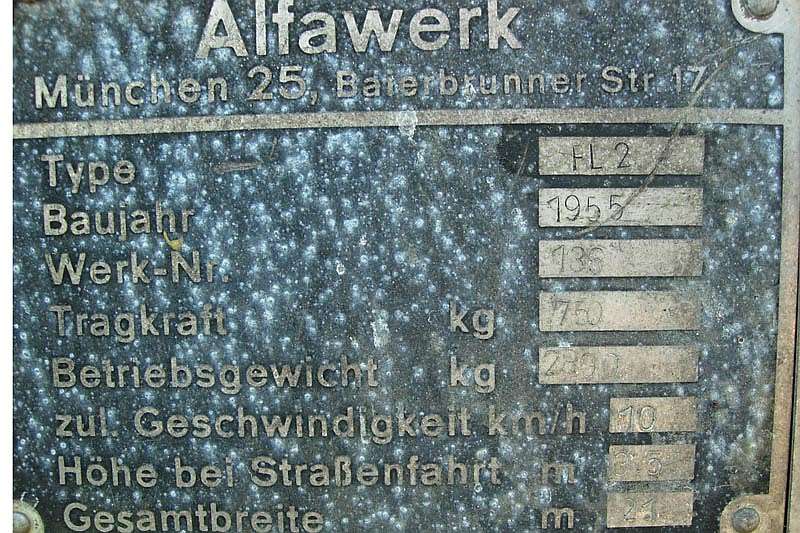 Alfawerk
München 25, Baierbrunner Str. 17
Type FL 2
Baujahr 1955
Werk-Nr.
Tragkraft kg 750
Betriebsgewicht kg
zul. Geschwindigkeit km/h 10
Höhe bei Straßenfahrt m
Gesamtbreite m